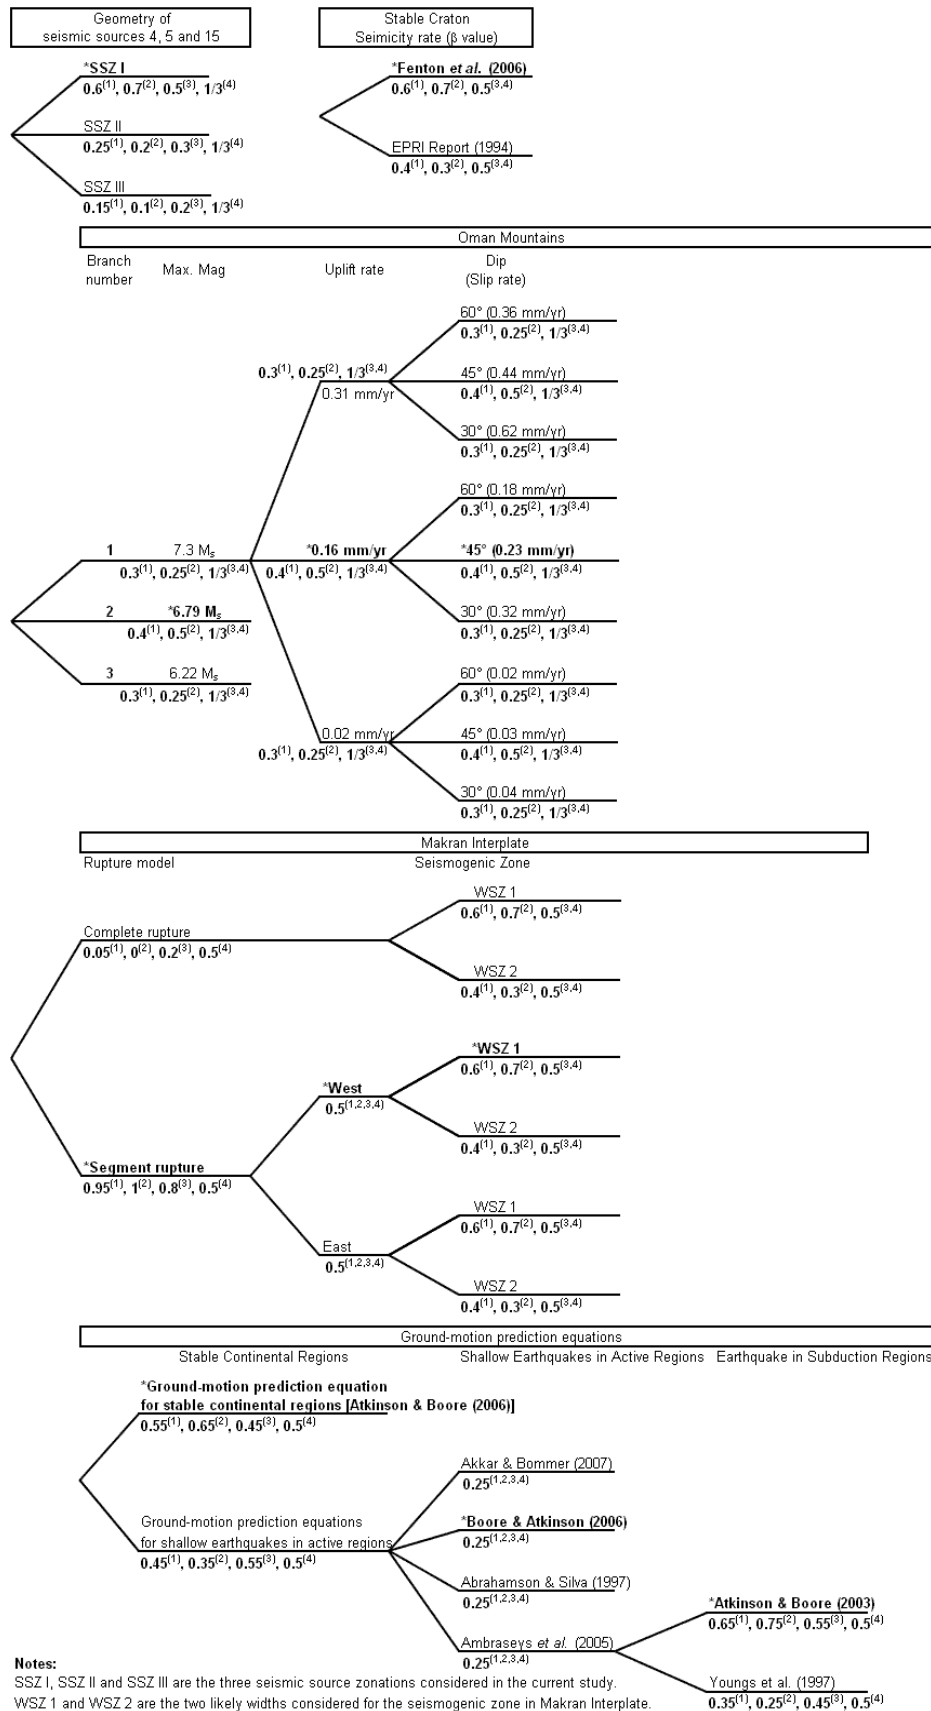 Geometry of
seismic sources 4, 5 and 15
Stable Craton
Seimicity rate (β value)
*SSZ I
0.6⁽¹⁾, 0.7⁽²⁾, 0.5⁽³⁾, 1/3⁽⁴⁾
SSZ II
0.25⁽¹⁾, 0.2⁽²⁾, 0.3⁽³⁾, 1/3⁽⁴⁾
SSZ III
0.15⁽¹⁾, 0.1⁽²⁾, 0.2⁽³⁾, 1/3⁽⁴⁾
*Fenton et al. (2006)
0.6⁽¹⁾, 0.7⁽²⁾, 0.5⁽³,⁴⁾
EPRI Report (1994)
0.4⁽¹⁾, 0.3⁽²⁾, 0.5⁽³,⁴⁾
Oman Mountains
Branch
number
Max. Mag
Uplift rate
Dip
(Slip rate)
60° (0.36 mm/yr)
0.3⁽¹⁾, 0.25⁽²⁾, 1/3⁽³,⁴⁾
0.3⁽¹⁾, 0.25⁽²⁾, 1/3⁽³,⁴⁾
0.31 mm/yr
45° (0.44 mm/yr)
0.4⁽¹⁾, 0.5⁽²⁾, 1/3⁽³,⁴⁾
30° (0.62 mm/yr)
0.3⁽¹⁾, 0.25⁽²⁾, 1/3⁽³,⁴⁾
60° (0.18 mm/yr)
0.3⁽¹⁾, 0.25⁽²⁾, 1/3⁽³,⁴⁾
1 7.3 Mₛ
0.3⁽¹⁾, 0.25⁽²⁾, 1/3⁽³,⁴⁾
*0.16 mm/yr
0.4⁽¹⁾, 0.5⁽²⁾, 1/3⁽³,⁴⁾
*45° (0.23 mm/yr)
0.4⁽¹⁾, 0.5⁽²⁾, 1/3⁽³,⁴⁾
2 *6.79 Mₛ
0.4⁽¹⁾, 0.5⁽²⁾, 1/3⁽³,⁴⁾
30° (0.32 mm/yr)
0.3⁽¹⁾, 0.25⁽²⁾, 1/3⁽³,⁴⁾
3 6.22 Mₛ
0.3⁽¹⁾, 0.25⁽²⁾, 1/3⁽³,⁴⁾
60° (0.02 mm/yr)
0.3⁽¹⁾, 0.25⁽²⁾, 1/3⁽³,⁴⁾
0.02 mm/yr
0.3⁽¹⁾, 0.25⁽²⁾, 1/3⁽³,⁴⁾
45° (0.03 mm/yr)
0.4⁽¹⁾, 0.5⁽²⁾, 1/3⁽³,⁴⁾
30° (0.04 mm/yr)
0.3⁽¹⁾, 0.25⁽²⁾, 1/3⁽³,⁴⁾
Makran Interplate
Rupture model
Seismogenic Zone
WSZ 1
0.6⁽¹⁾, 0.7⁽²⁾, 0.5⁽³,⁴⁾
Complete rupture
0.05⁽¹⁾, 0⁽²⁾, 0.2⁽³⁾, 0.5⁽⁴⁾
WSZ 2
0.4⁽¹⁾, 0.3⁽²⁾, 0.5⁽³,⁴⁾
*WSZ 1
0.6⁽¹⁾, 0.7⁽²⁾, 0.5⁽³,⁴⁾
*West
0.5⁽¹,²,³,⁴⁾
WSZ 2
0.4⁽¹⁾, 0.3⁽²⁾, 0.5⁽³,⁴⁾
*Segment rupture
0.95⁽¹⁾, 1⁽²⁾, 0.8⁽³⁾, 0.5⁽⁴⁾
WSZ 1
0.6⁽¹⁾, 0.7⁽²⁾, 0.5⁽³,⁴⁾
East
0.5⁽¹,²,³,⁴⁾
WSZ 2
0.4⁽¹⁾, 0.3⁽²⁾, 0.5⁽³,⁴⁾
Ground-motion prediction equations
Stable Continental Regions
Shallow Earthquakes in Active Regions
Earthquake in Subduction Regions
*Ground-motion prediction equation
for stable continental regions [Atkinson & Boore (2006)]
0.55⁽¹⁾, 0.65⁽²⁾, 0.45⁽³⁾, 0.5⁽⁴⁾
Akkar & Bommer (2007)
0.25⁽¹,²,³,⁴⁾
Ground-motion prediction equations
for shallow earthquakes in active regions
0.45⁽¹⁾, 0.35⁽²⁾, 0.55⁽³⁾, 0.5⁽⁴⁾
*Boore & Atkinson (2006)
0.25⁽¹,²,³,⁴⁾
Abrahamson & Silva (1997)
0.25⁽¹,²,³,⁴⁾
*Atkinson & Boore (2003)
0.65⁽¹⁾, 0.75⁽²⁾, 0.55⁽³⁾, 0.5⁽⁴⁾
Ambraseys et al. (2005)
0.25⁽¹,²,³,⁴⁾
Youngs et al. (1997)
0.35⁽¹⁾, 0.25⁽²⁾, 0.45⁽³⁾, 0.5⁽⁴⁾
Notes:
SSZ I, SSZ II and SSZ III are the three seismic source zonations considered in the current study.
WSZ 1 and WSZ 2 are the two likely widths considered for the seismogenic zone in Makran Interplate.